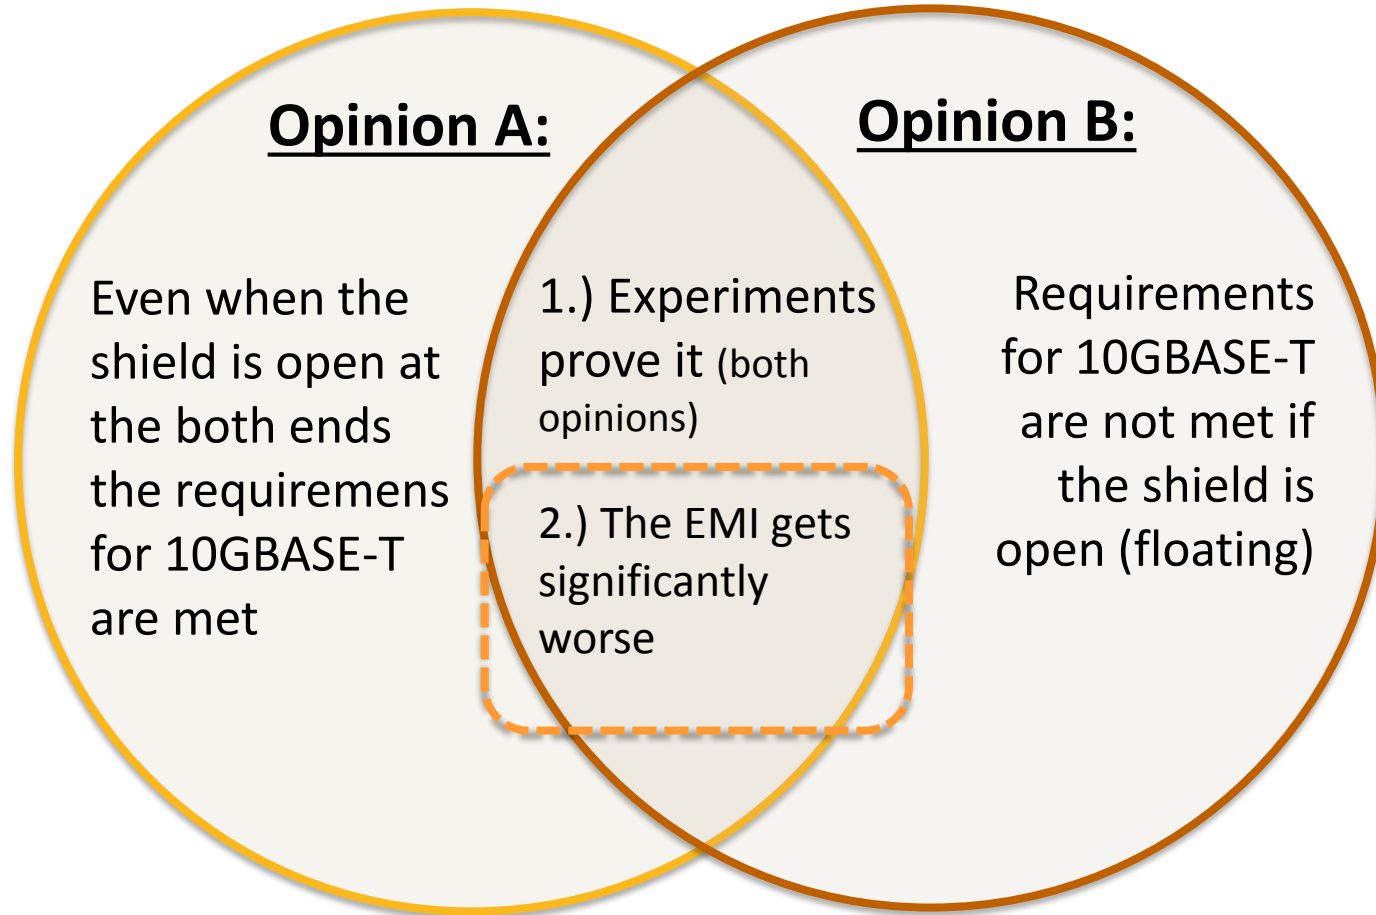 Opinion A:
Even when the
shield is open at
the both ends
the requiremens
for 10GBASE-T
are met
1.) Experiments
prove it (both
opinions)
2.) The EMI gets
significantly
worse
Opinion B:
Requirements
for 10GBASE-T
are not met if
the shield is
open (floating)